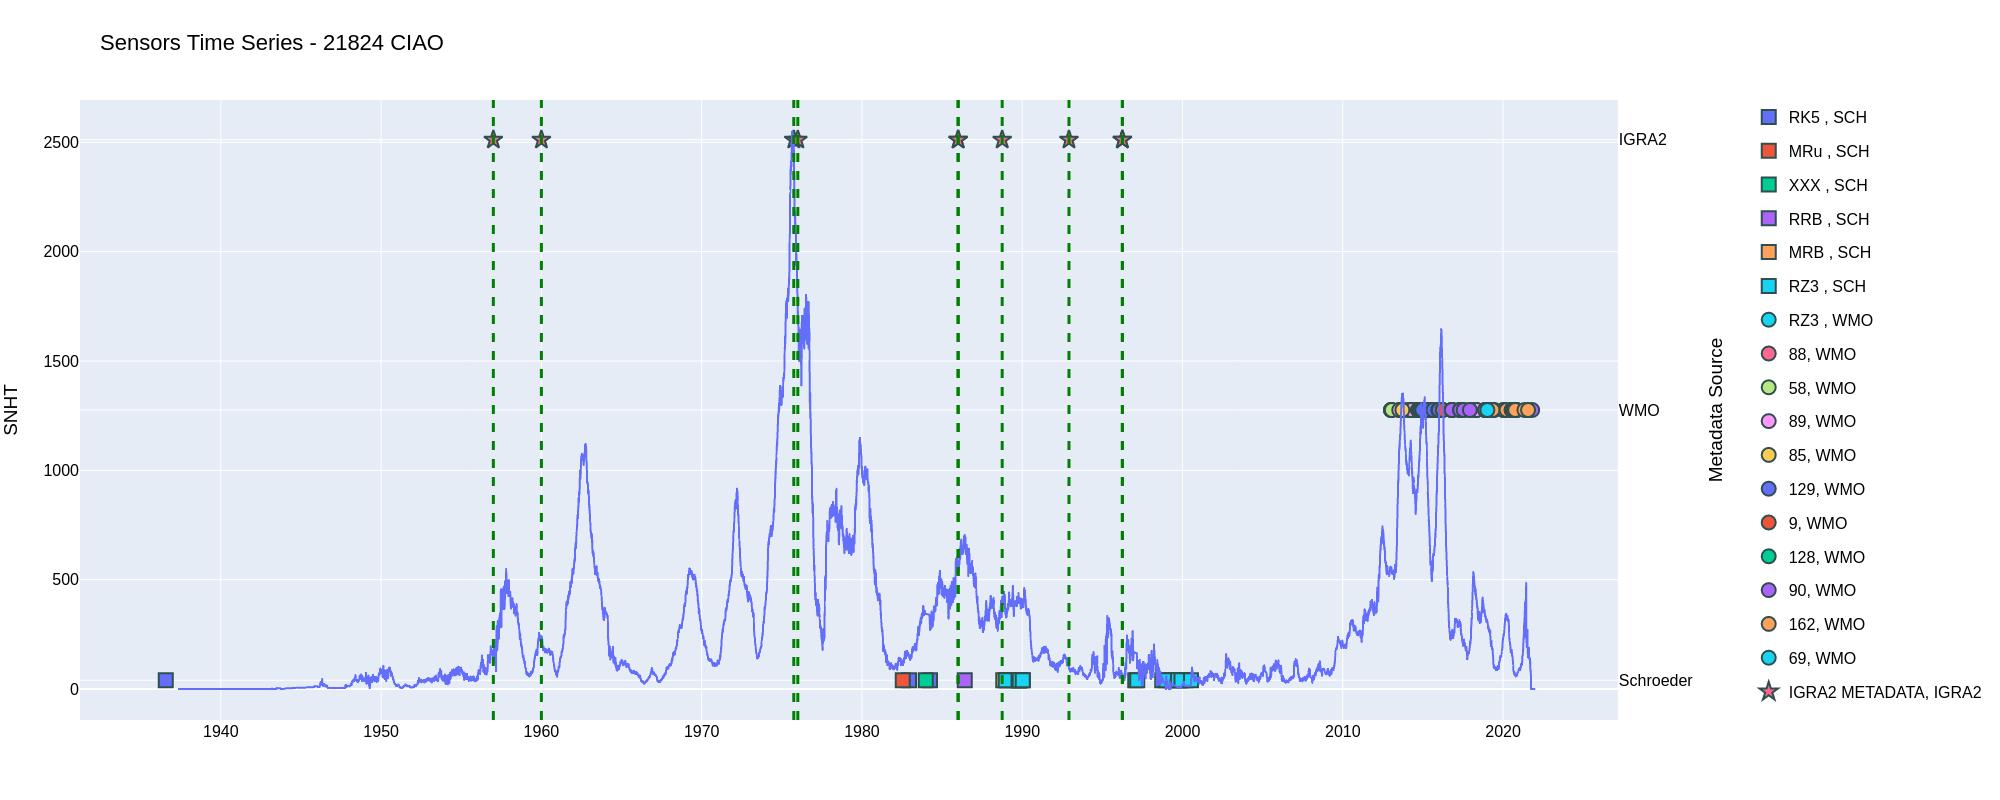 Sensors Time Series - 21824 CIAO
SNHT
2500
2000
1500
1000
500
0
1940
1950
1960
1970
1980
1990
2000
2010
2020
IGRA2
WMO
Schroeder
Metadata Source
RK5 , SCH
MRu , SCH
XXX , SCH
RRB , SCH
MRB , SCH
RZ3 , SCH
RZ3 , WMO
88, WMO
58, WMO
89, WMO
85, WMO
129, WMO
9, WMO
128, WMO
90, WMO
162, WMO
69, WMO
IGRA2 METADATA, IGRA2